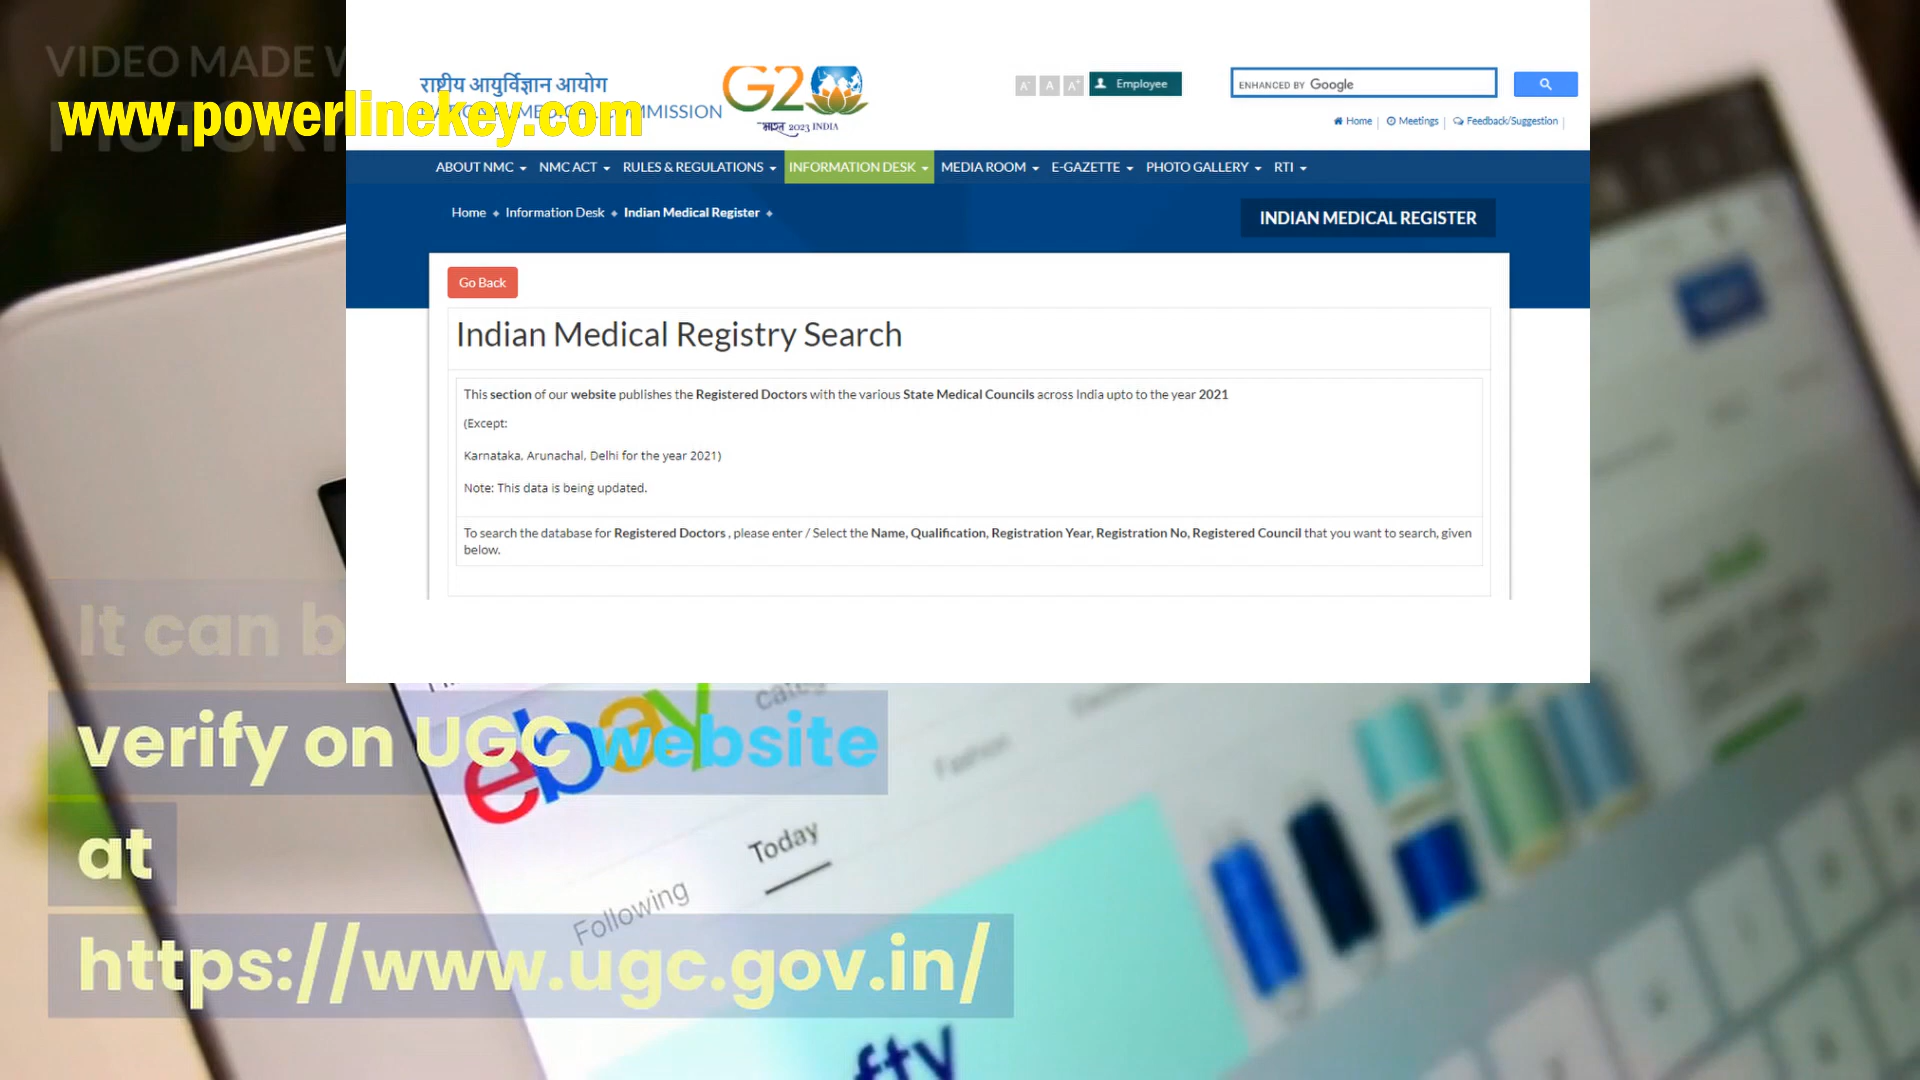 VIDEO MADE
www.powerlinekey.com
राष्ट्रीय आयुर्विज्ञान आयोग
MISSION
G20
भारत 2023 INDIA
A- A A+
Employee
ENHANCED BY Google
Home
Meetings
Feedback/Suggestion
ABOUT NMC NMC ACT RULES & REGULATIONS INFORMATION DESK MEDIA ROOM E-GAZETTE PHOTO GALLERY RTI
Home Information Desk Indian Medical Register
INDIAN MEDICAL REGISTER
Go Back
Indian Medical Registry Search
This section of our website publishes the Registered Doctors with the various State Medical Councils across India upto to the year 2021
(Except:
Karnataka, Arunachal, Delhi for the year 2021)
Note: This data is being updated.
To search the database for Registered Doctors , please enter / Select the Name, Qualification, Registration Year, Registration No, Registered Council that you want to search, given
below.
It can b
verify on UGC website
at
https://www.ugc.gov.in/
ebay
Fashion
Today
Following
fty